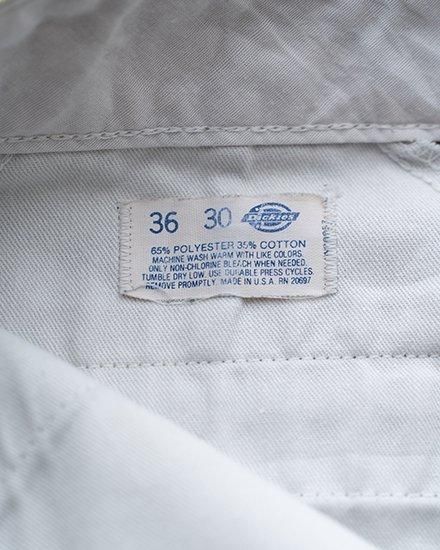 36 30 Dickies
65% POLYESTER 35% COTTON
MACHINE WASH WARM WITH LIKE COLORS.
ONLY NON-CHLORINE BLEACH WHEN NEEDED.
TUMBLE DRY LOW. USE SUITABLE PRESS CYCLES.
REMOVE PROMPTLY. MADE IN U.S.A. RN 20697